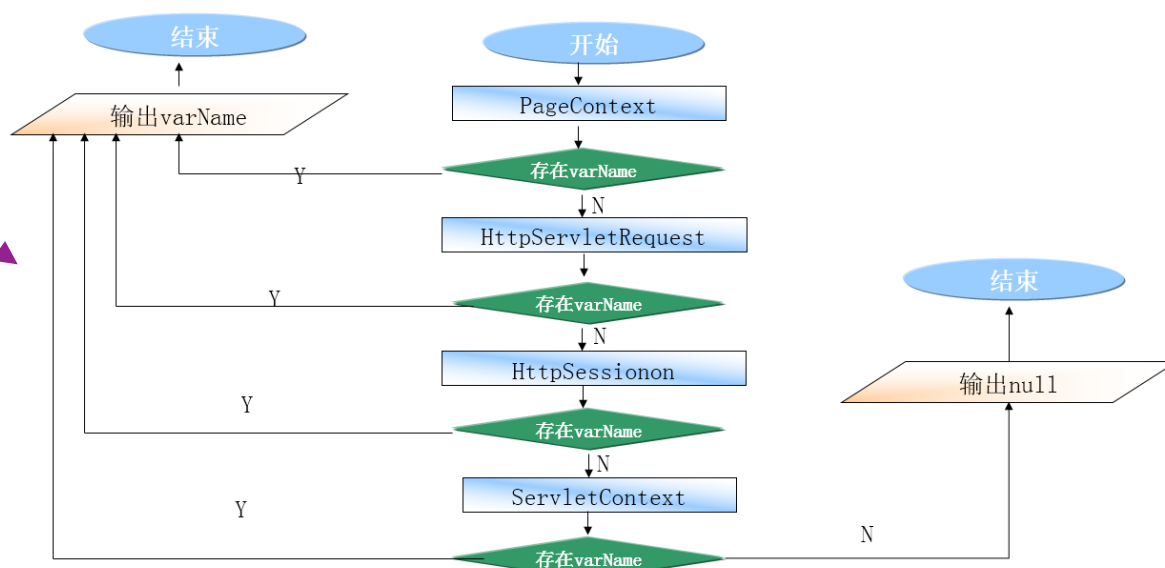 结束
开始
PageContext
输出varName
存在varName
Y
N
HttpServletRequest
结束
存在varName
Y
N
HttpSessionon
输出null
Y
存在varName
N
ServletContext
Y
N
存在varName